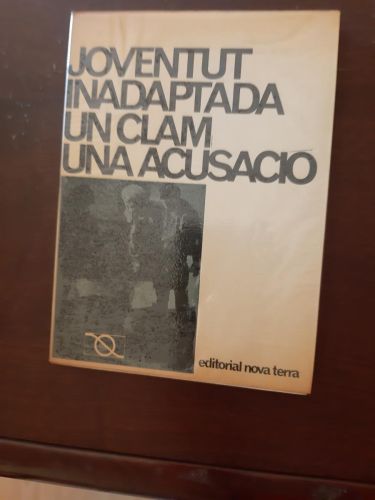 JOVENTUT
INADAPTADA
UN CLAM
UNA ACUSACIÓ
editorial nova terra